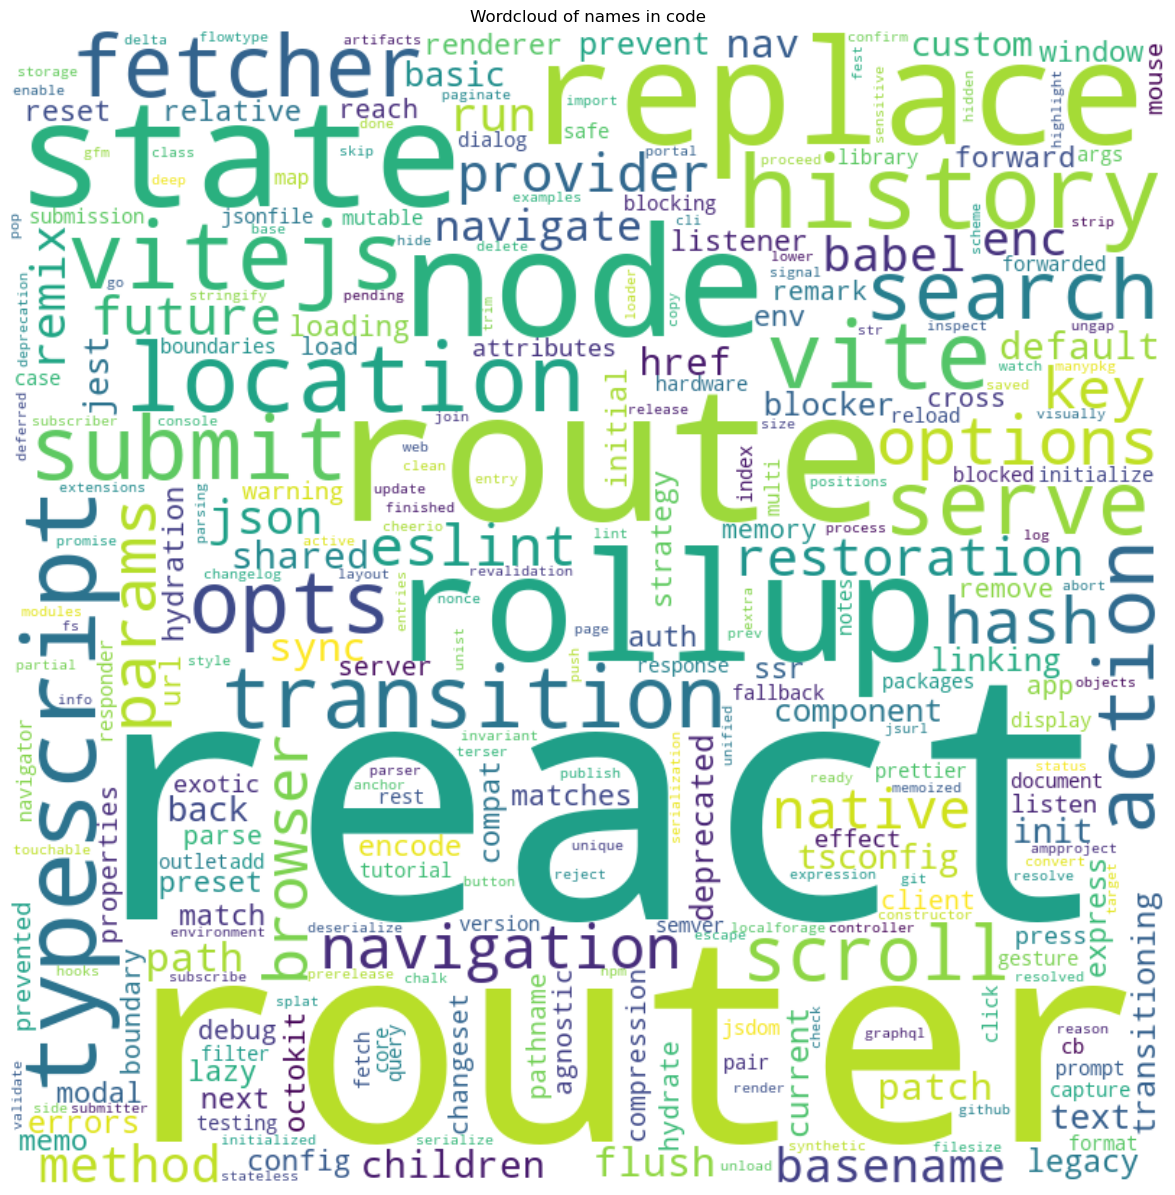 Wordcloud of names in code
delta
flowtype
artifacts
renderer
prevent
nav
replace
confirm
custom
window
mouse
storage
fetcher
basic
fest
enable
paginate
import
sensitive
hidden
highlight
reset
relative
reach
run
safe
state
done
dialog
gfm
class
skip
portal
proceed
library
forward
args
deep
map
provider
history
examples
blocking
pop
submission
jsonfile
mutable
base
navigate
cli
scheme
strip
vitejs
hide
delete
node
listener
babel
enc
lower
forwarded
remix
go
signal
search
deprecation
stringify
pending
trim
loader
copy
remark
future
loading
env
str
inspect
ungap
boundaries
load
attributes
href
vite
default
case
jest
location
hardware
watch
manypkg
saved
key
deferred
initial
release
blocker
cross
reload
visually
subscriber
console
join
size
submit
route
options
web
clean
entry
index
multi
positions
blocked
initialize
extensions
warning
update
strategy
typescript
params
hydration
parsing
json
finished
cheerio
serve
promise
active
eslint
lint
memory
process
log
shared
restoration
changelog
layout
revalidation
modules
opts
entries
nonce
rollup
extra
notes
remove
abort
fs
hash
action
sync
unist
page
auth
prev
partial
url
style
server
push
response
ssr
linking
responder
fallback
packages
app
objects
info
transition
component
display
navigator
jsurl
browser
invariant
terser
unified
react
exotic
parser
compat
publish
serialization
deprecated
ready
prettier
status
anchor
memoized
document
properties
back
rest
matches
native
listen
parse
effect
init
touchable
encode
unique
tsconfig
ampproject
outlet
add
tutorial
convert
preset
button
reject
expression
git
resolve
express
target
client
match
version
semver
localforage
constructor
controller
environment
deserialize
escape
press
prevented
path
navigation
scroll
gesture
hooks
subscribe
prerelease
chalk
npm
resolved
boundary
router
splat
transitioning
debug
octokit
fetch
core
query
changeset
pathname
agnostic
compression
jsdom
current
check
graphql
click
reason
filter
cb
lazy
pair
validate
modal
next
hydrate
render
patch
prompt
capture
side
submitter
errors
testing
github
text
memo
initialized
serialize
synthetic
filesize
format
method
stateless
config
children
flush
unload
basename
legacy